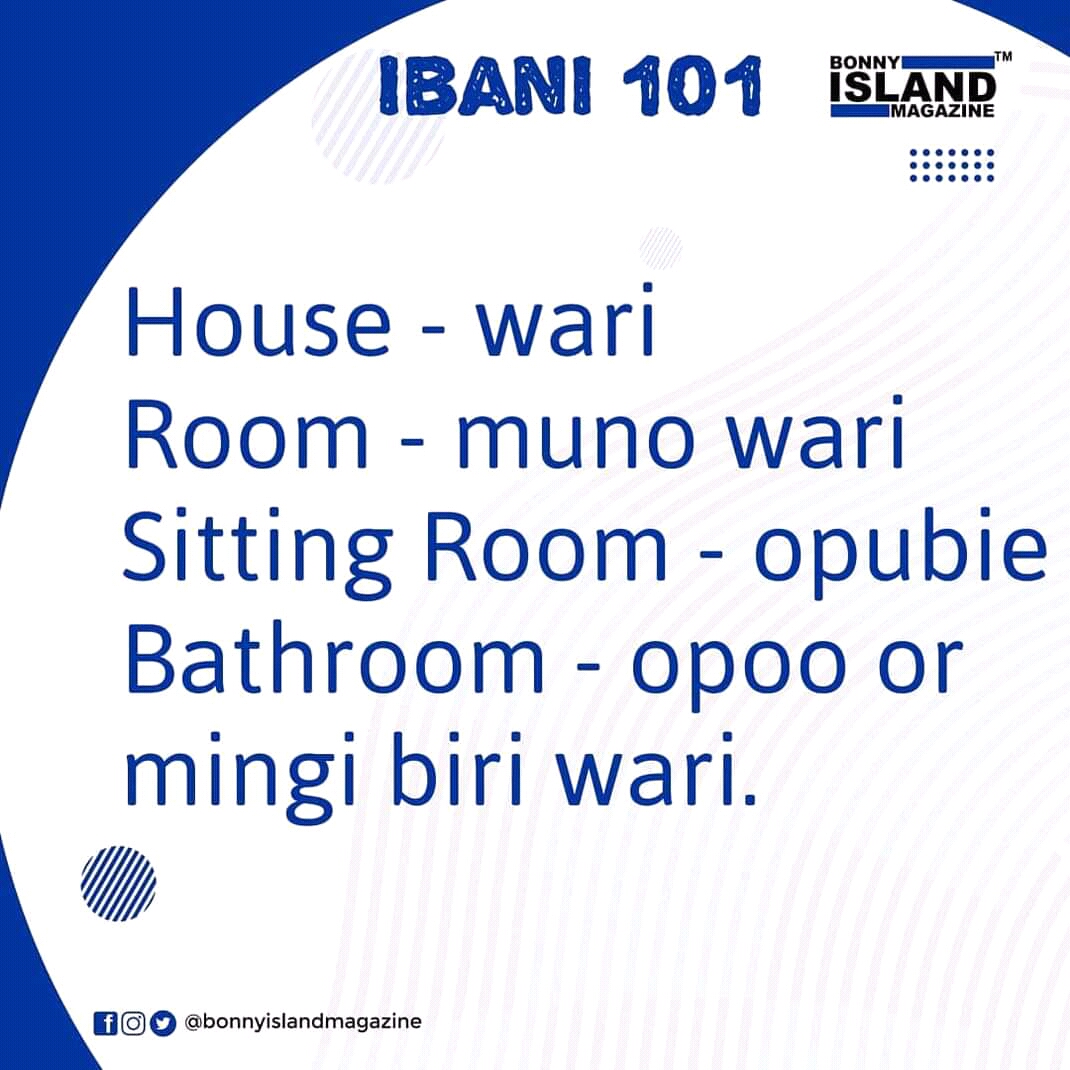 IBANI 101
BONNY
ISLAND
MAGAZINE
TM
House - wari
Room - muno wari
Sitting Room - opubie
Bathroom - opoo or
mingi biri wari.
@bonnyislandmagazine